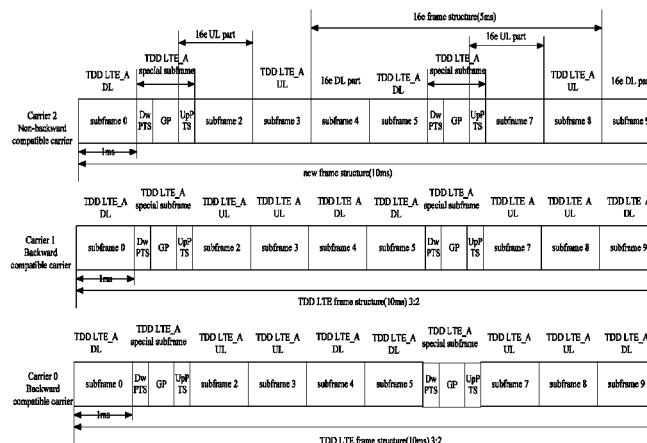 16e frame structure(5ms)
16e UL part
16e UL part
TDD LTE_A
special subframe
TDD LTE_A
special subframe
TDD LTE_A
DL
TDD LTE_A
UL
16e DL part
TDD LTE_A
DL
TDD LTE_A
UL
16e DL pa
Carrier 2
Non-backward
compatible carrier
subframe 0
Dw
PTS
GP
UpP
TS
subframe 2
subframe 3
subframe 4
subframe 5
Dw
PTS
GP
UpP
TS
subframe 7
subframe 8
subframe 9
1ms
new frame structure(10ms)
TDD LTE_A
DL
TDD LTE_A
special subframe
TDD LTE_A
UL
TDD LTE_A
UL
TDD LTE_A
DL
TDD LTE_A
DL
TDD LTE_A
special subframe
TDD LTE_A
UL
TDD LTE_A
UL
TDD LTE_A
DL
Carrier 1
Backward
compatible carrier
subframe 0
Dw
PTS
GP
UpP
TS
subframe 2
subframe 3
subframe 4
subframe 5
Dw
PTS
GP
UpP
TS
subframe 7
subframe 8
subframe 9
1ms
TDD LTE frame structure(10ms) 3:2
TDD LTE_A
DL
TDD LTE_A
special subframe
TDD LTE_A
UL
TDD LTE_A
UL
TDD LTE_A
DL
TDD LTE_A
DL
TDD LTE_A
special subframe
TDD LTE_A
UL
TDD LTE_A
UL
TDD LTE_A
DL
Carrier 0
Backward
compatible carrier
subframe 0
Dw
PTS
GP
UpP
TS
subframe 2
subframe 3
subframe 4
subframe 5
Dw
PTS
GP
UpP
TS
subframe 7
subframe 8
subframe 9
1ms
TDD LTE frame structure(10ms) 3:2